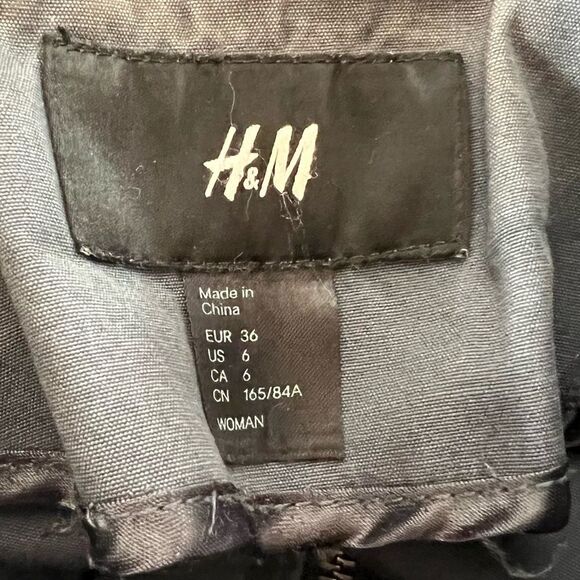 H&M
Made in
China
EUR 36
US 6
CA 6
CN 165/84A
WOMAN